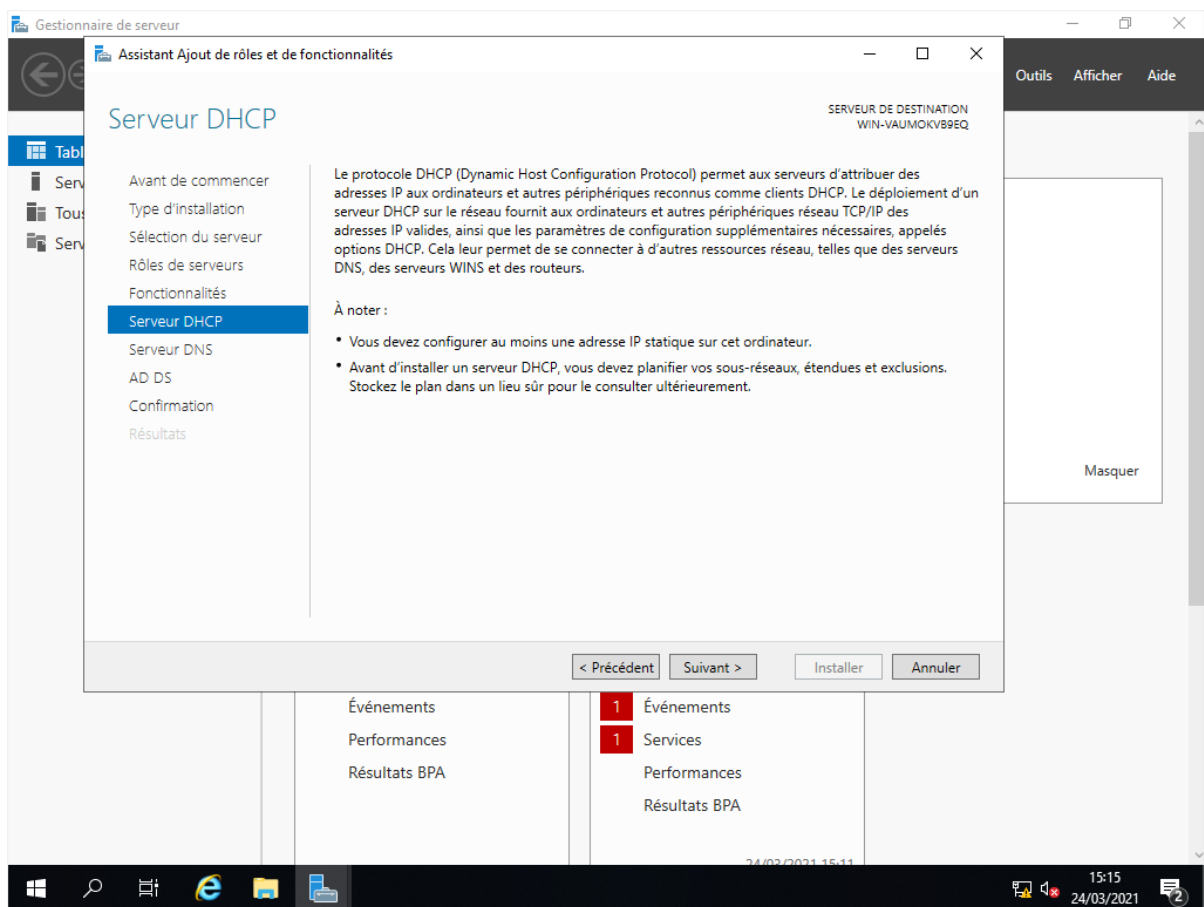 Gestionnaire de serveur
Assistant Ajout de rôles et de fonctionnalités
Outils Afficher Aide
Serveur DHCP
SERVEUR DE DESTINATION
WIN-VAUMOKVB9EQ
Tabl
Serv
Tous
Serv
Avant de commencer
Type d'installation
Sélection du serveur
Rôles de serveurs
Fonctionnalités
Serveur DHCP
Serveur DNS
AD DS
Confirmation
Résultats
Le protocole DHCP (Dynamic Host Configuration Protocol) permet aux serveurs d'attribuer des
adresses IP aux ordinateurs et autres périphériques reconnus comme clients DHCP. Le déploiement d'un
serveur DHCP sur le réseau fournit aux ordinateurs et autres périphériques réseau TCP/IP des
adresses IP valides, ainsi que les paramètres de configuration supplémentaires nécessaires, appelés
options DHCP. Cela leur permet de se connecter à d'autres ressources réseau, telles que des serveurs
DNS, des serveurs WINS et des routeurs.
À noter :
• Vous devez configurer au moins une adresse IP statique sur cet ordinateur.
• Avant d'installer un serveur DHCP, vous devez planifier vos sous-réseaux, étendues et exclusions.
Stockez le plan dans un lieu sûr pour le consulter ultérieurement.
Masquer
< Précédent Suivant > Installer Annuler
Événements
Performances
Résultats BPA
1 Événements
1 Services
Performances
Résultats BPA
24/03/2021 15:11
15:15
24/03/2021
2